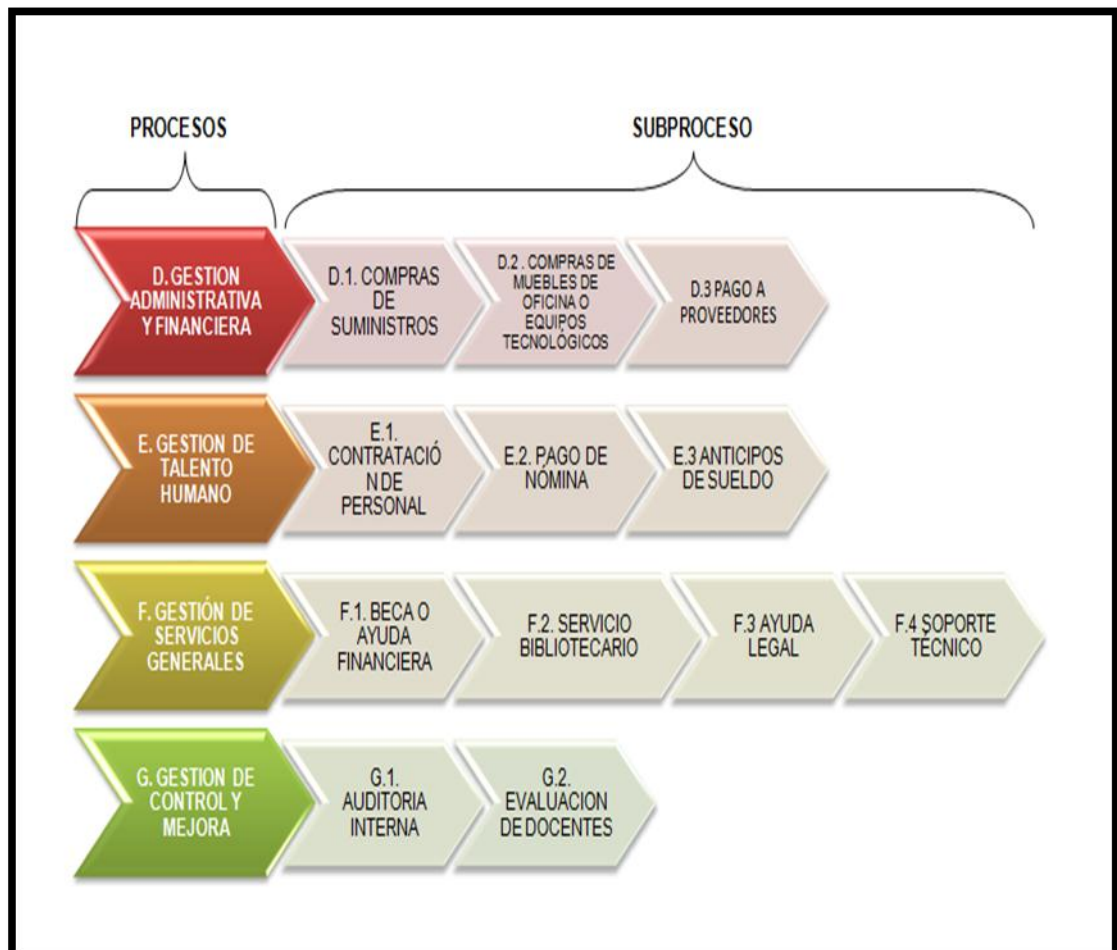 PROCESOS
SUBPROCESO
D. GESTION
ADMINISTRATIVA
Y FINANCIERA
D.1. COMPRAS
DE
SUMINISTROS
D.2 . COMPRAS DE
MUEBLES DE
OFICINA O
EQUIPOS
TECNOLÓGICOS
D.3 PAGO A
PROVEEDORES
E. GESTION DE
TALENTO
HUMANO
E.1.
CONTRATACIÓ
N DE
PERSONAL
E.2. PAGO DE
NÓMINA
E.3 ANTICIPOS
DE SUELDO
F. GESTIÓN DE
SERVICIOS
GENERALES
F.1. BECA O
AYUDA
FINANCIERA
F.2. SERVICIO
BIBLIOTECARIO
F.3 AYUDA
LEGAL
F.4 SOPORTE
TÉCNICO
G. GESTION DE
CONTROL Y
MEJORA
G.1.
AUDITORIA
INTERNA
G.2.
EVALUACION
DE DOCENTES